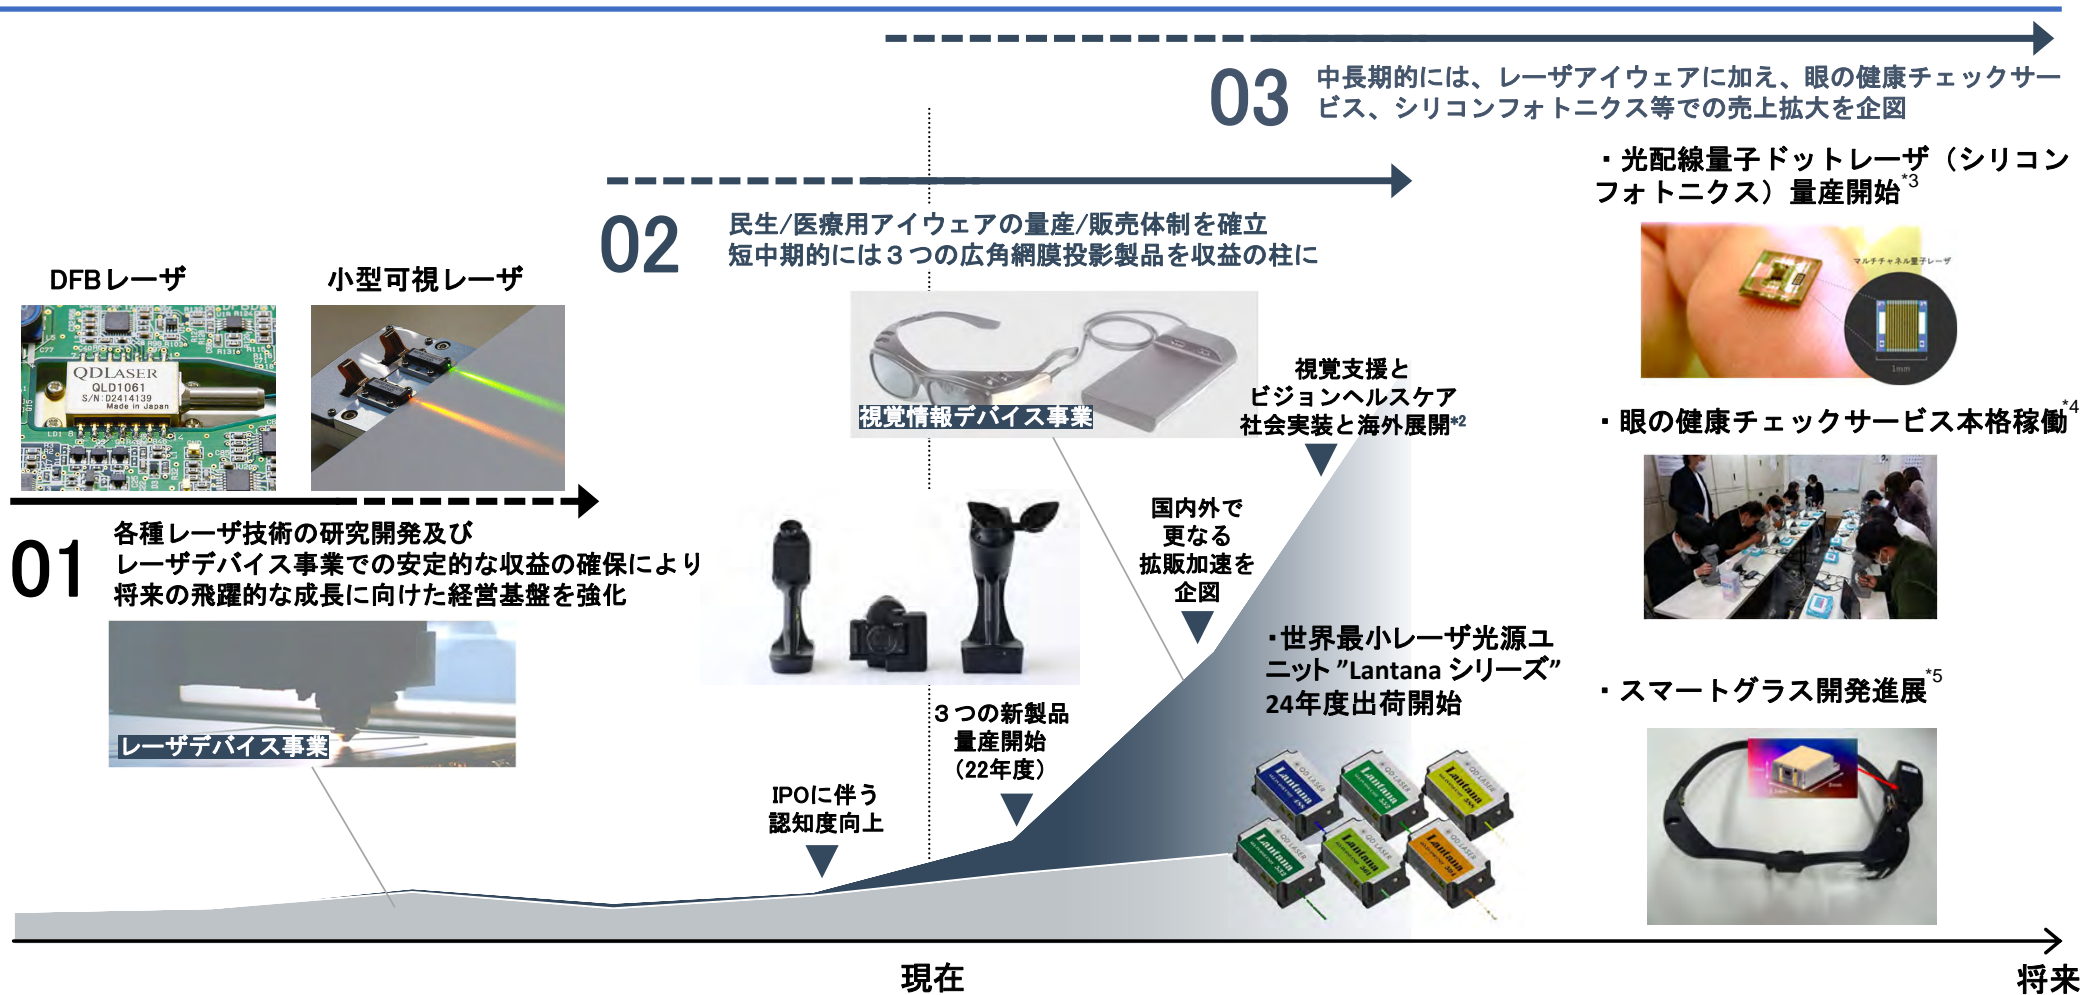 03
中長期的には、レーザアイウェアに加え、眼の健康チェックサー
ビス、シリコンフォトニクス等での売上拡大を企図
・光配線量子ドットレーザ（シリコン
フォトニクス）量産開始*3
マルチチャネル量子レーザ
1mm
・眼の健康チェックサービス本格稼働*4
・スマートグラス開発進展*5
02
民生/医療用アイウェアの量産/販売体制を確立
短中期的には３つの広角網膜投影製品を収益の柱に
視覚情報デバイス事業
視覚支援と
ビジョンヘルスケア
社会実装と海外展開*2
国内外で
更なる
拡販加速を
企図
・世界最小レーザ光源ユ
ニット ”Lantana シリーズ”
24年度出荷開始
QD LASER
Lantana
３つの新製品
量産開始
（22年度）
IPOに伴う
認知度向上
DFBレーザ
小型可視レーザ
QDLASER
QLD1061
S/N:D2414139
Made in Japan
01
各種レーザ技術の研究開発及び
レーザデバイス事業での安定的な収益の確保により
将来の飛躍的な成長に向けた経営基盤を強化
レーザデバイス事業
現在
将来